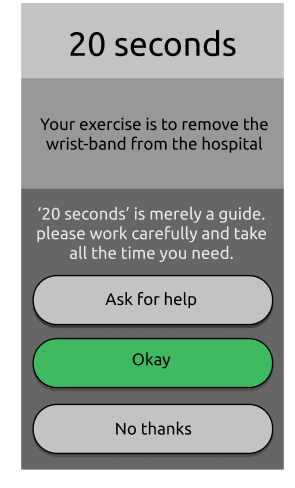 20 seconds
Your exercise is to remove the
wrist-band from the hospital
‘20 seconds’ is merely a guide.
please work carefully and take
all the time you need.
Ask for help
Okay
No thanks